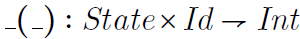 _(_) : State × Id ⇀ Int